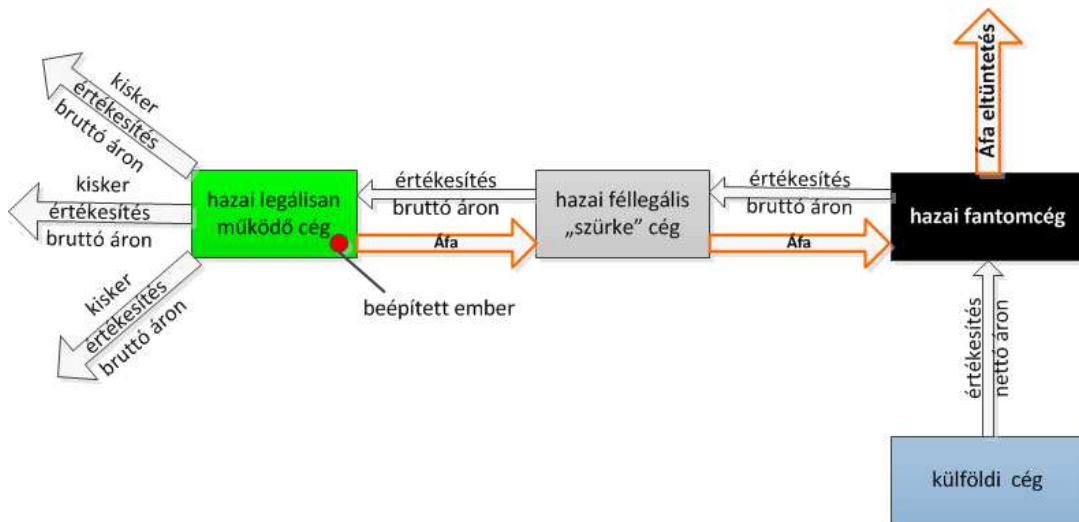 kisker
értékesítés
bruttó áron
kisker
értékesítés
bruttó áron
kisker
értékesítés
bruttó áron
hazai legálisan
működő cég
beépített ember
értékesítés
bruttó áron
Áfa
hazai féllegális
„szürke” cég
értékesítés
bruttó áron
Áfa
Áfa eltüntetés
hazai fantomcég
értékesítés
nettó áron
külföldi cég